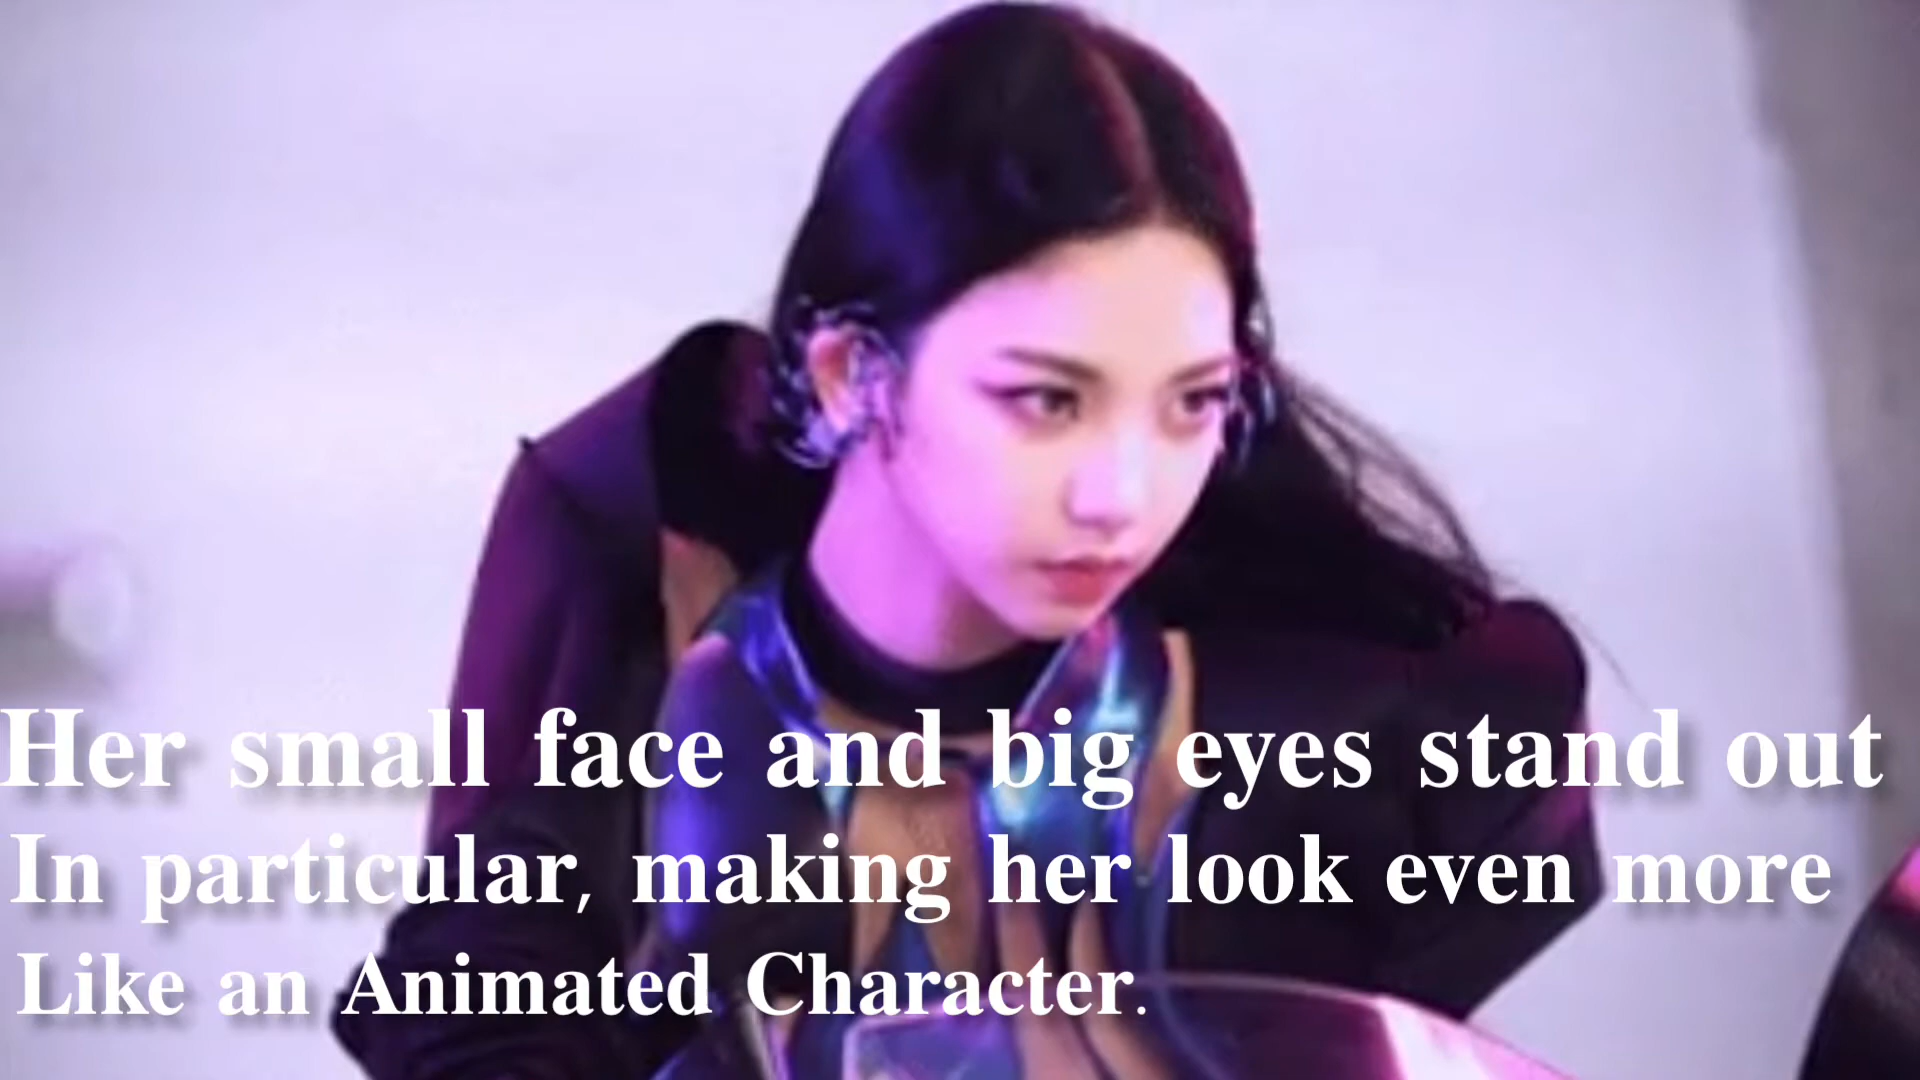 Her small face and big eyes stand out
In particular, making her look even more
Like an Animated Character.